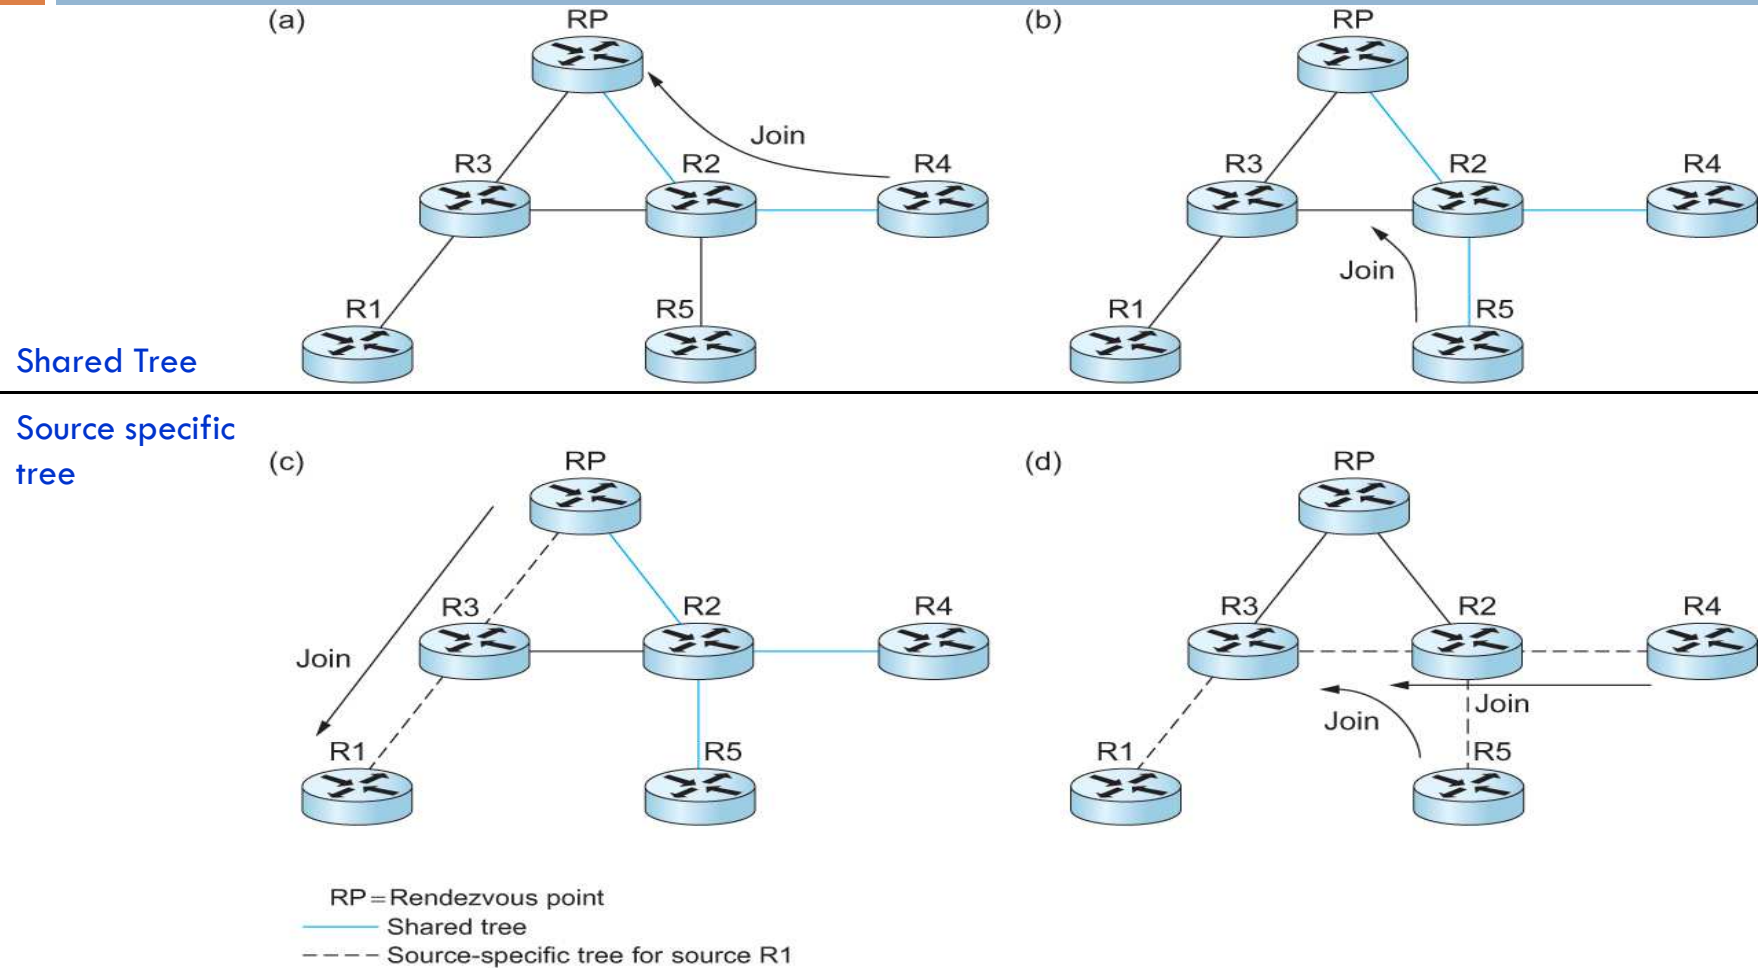 (a)
RP
Join
R3
R2
R4
R1
R5
(b)
RP
R3
R2
R4
Join
R1
R5
Shared Tree
Source specific
tree
(c)
RP
R3
R2
R4
Join
R1
R5
(d)
RP
R3
R2
R4
Join
Join
R1
R5
RP=Rendezvous point
Shared tree
Source-specific tree for source R1